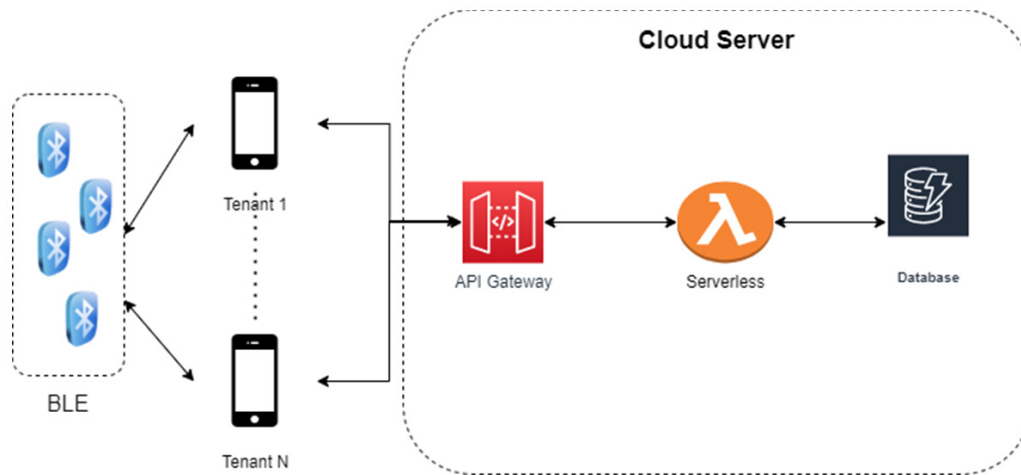 Cloud Server
Tenant 1
</>
API Gateway
Serverless
Database
BLE
Tenant N